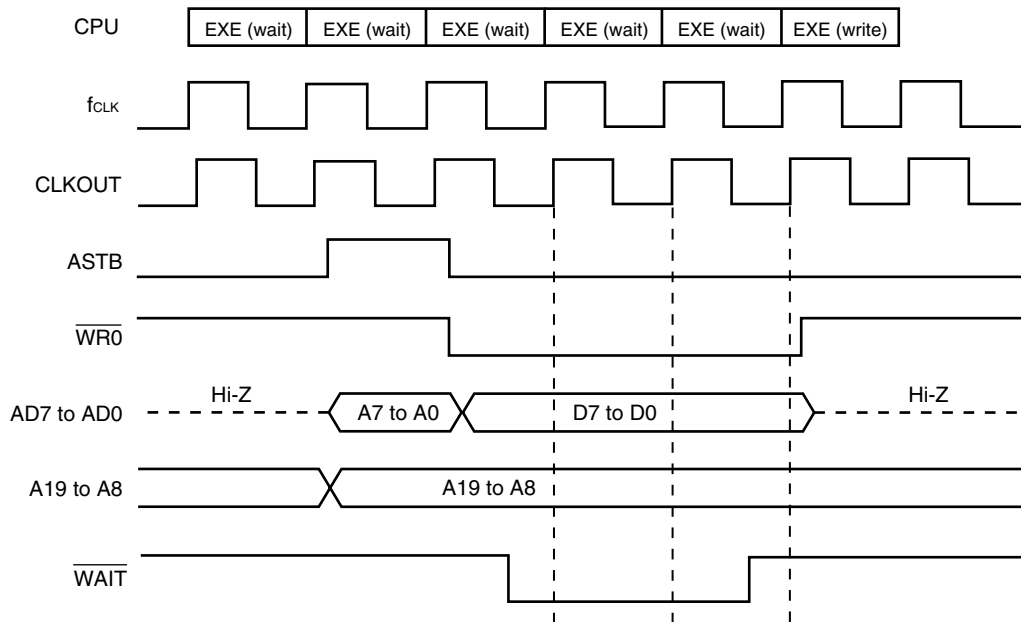 CPU EXE (wait) EXE (wait) EXE (wait) EXE (wait) EXE (wait) EXE (write)
fCLK
CLKOUT
ASTB
WR0
Hi-Z Hi-Z
AD7 to AD0 A7 to A0 D7 to D0
A19 to A8 A19 to A8
WAIT